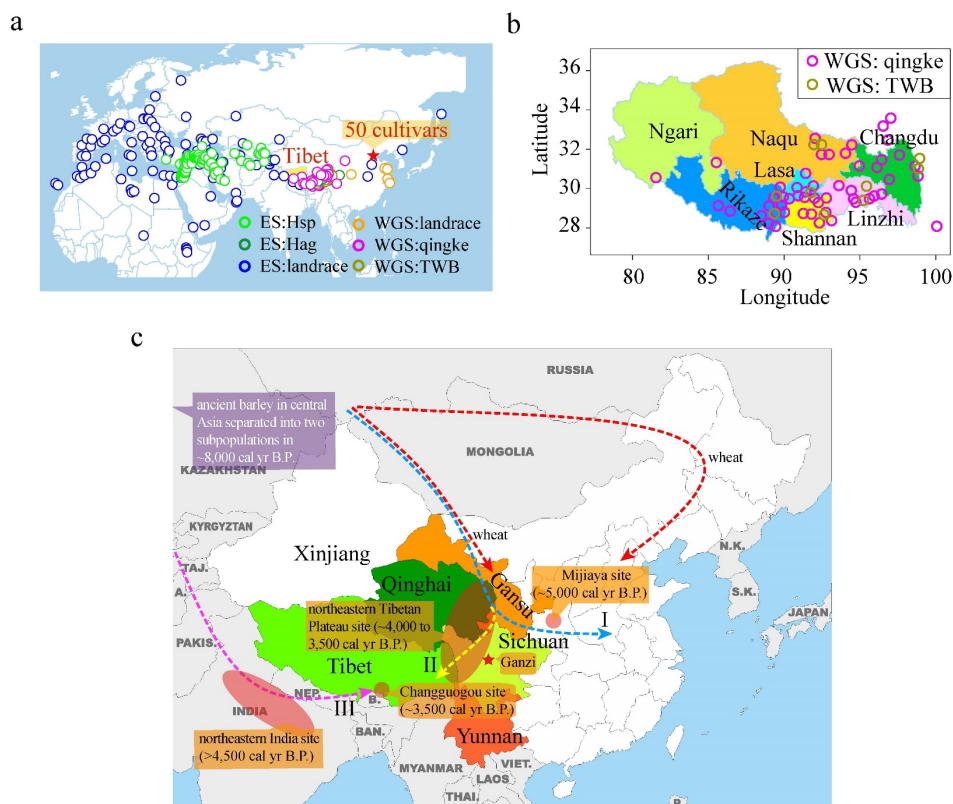 a
50 cultivars
Tibet
ES:Hsp
ES:Hag
ES:landrace
WGS:landrace
WGS:qingke
WGS:TWB
b
WGS: qingke
WGS: TWB
Latitude
36
34
32
30
28
Ngari
Naqu
Changdu
Lasa
Rikaze
Linzhi
Shannan
80
85
90
95
100
Longitude
c
RUSSIA
ancient barley in central
Asia separated into two
subpopulations in
~8,000 cal yr B.P.
MONGOLIA
wheat
KAZAKHSTAN
KYRGYZTAN
wheat
Xinjiang
N.K.
TAJ.
Qinghai
Gansu
Mijiaya site
(~5,000 cal yr B.P.)
S.K.
A.
JAPAN
northeastern Tibetan
Plateau site (~4,000 to
3,500 cal yr B.P.)
I
PAKIS.
Sichuan
Tibet
II
Ganzi
NEP.
B.
Changguogou site
(~3,500 cal yr B.P.)
III
INDIA
BAN.
Yunnan
northeastern India site
(>4,500 cal yr B.P.)
MYANMAR
VIET.
LAOS
THAI.
P.